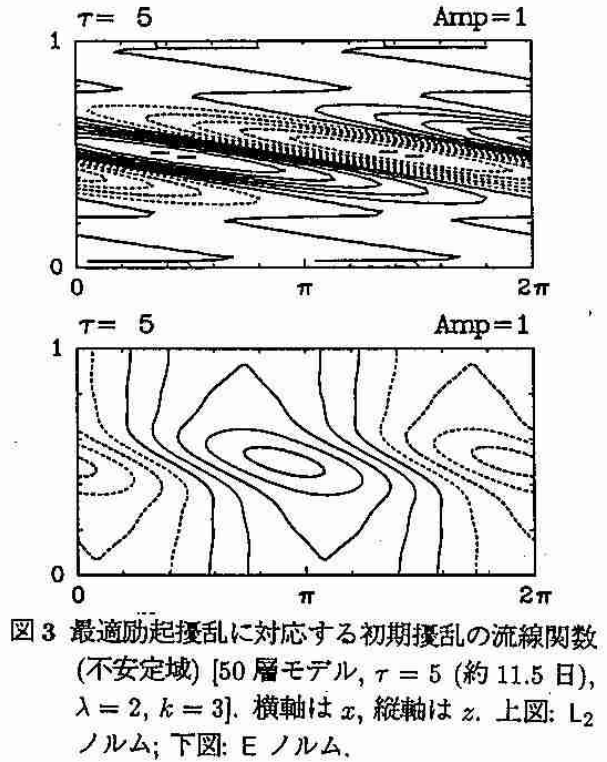 τ= 5 Amp=1
1
0
0 π 2π
τ= 5 Amp=1
1
0
0 π 2π
図3 最適励起擾乱に対応する初期擾乱の流線関数
(不安定域) [50 層モデル, τ = 5 (約 11.5 日),
λ = 2, k = 3]. 横軸は x, 縦軸は z. 上図: L₂
ノルム; 下図: E ノルム.